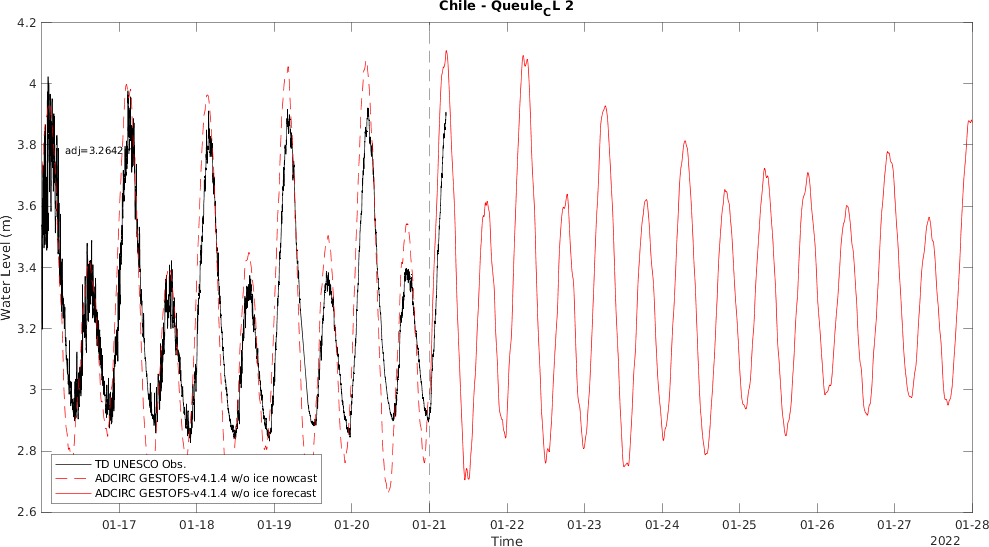 Chile - Queule_CL 2
4.2
4
3.8
3.6
3.4
3.2
3
2.8
2.6
Water Level (m)
adj=3.2642
TD UNESCO Obs.
ADCIRC GESTOFS-v4.1.4 w/o ice nowcast
ADCIRC GESTOFS-v4.1.4 w/o ice forecast
01-17 01-18 01-19 01-20 01-21 01-22 01-23 01-24 01-25 01-26 01-27 01-28
Time
2022